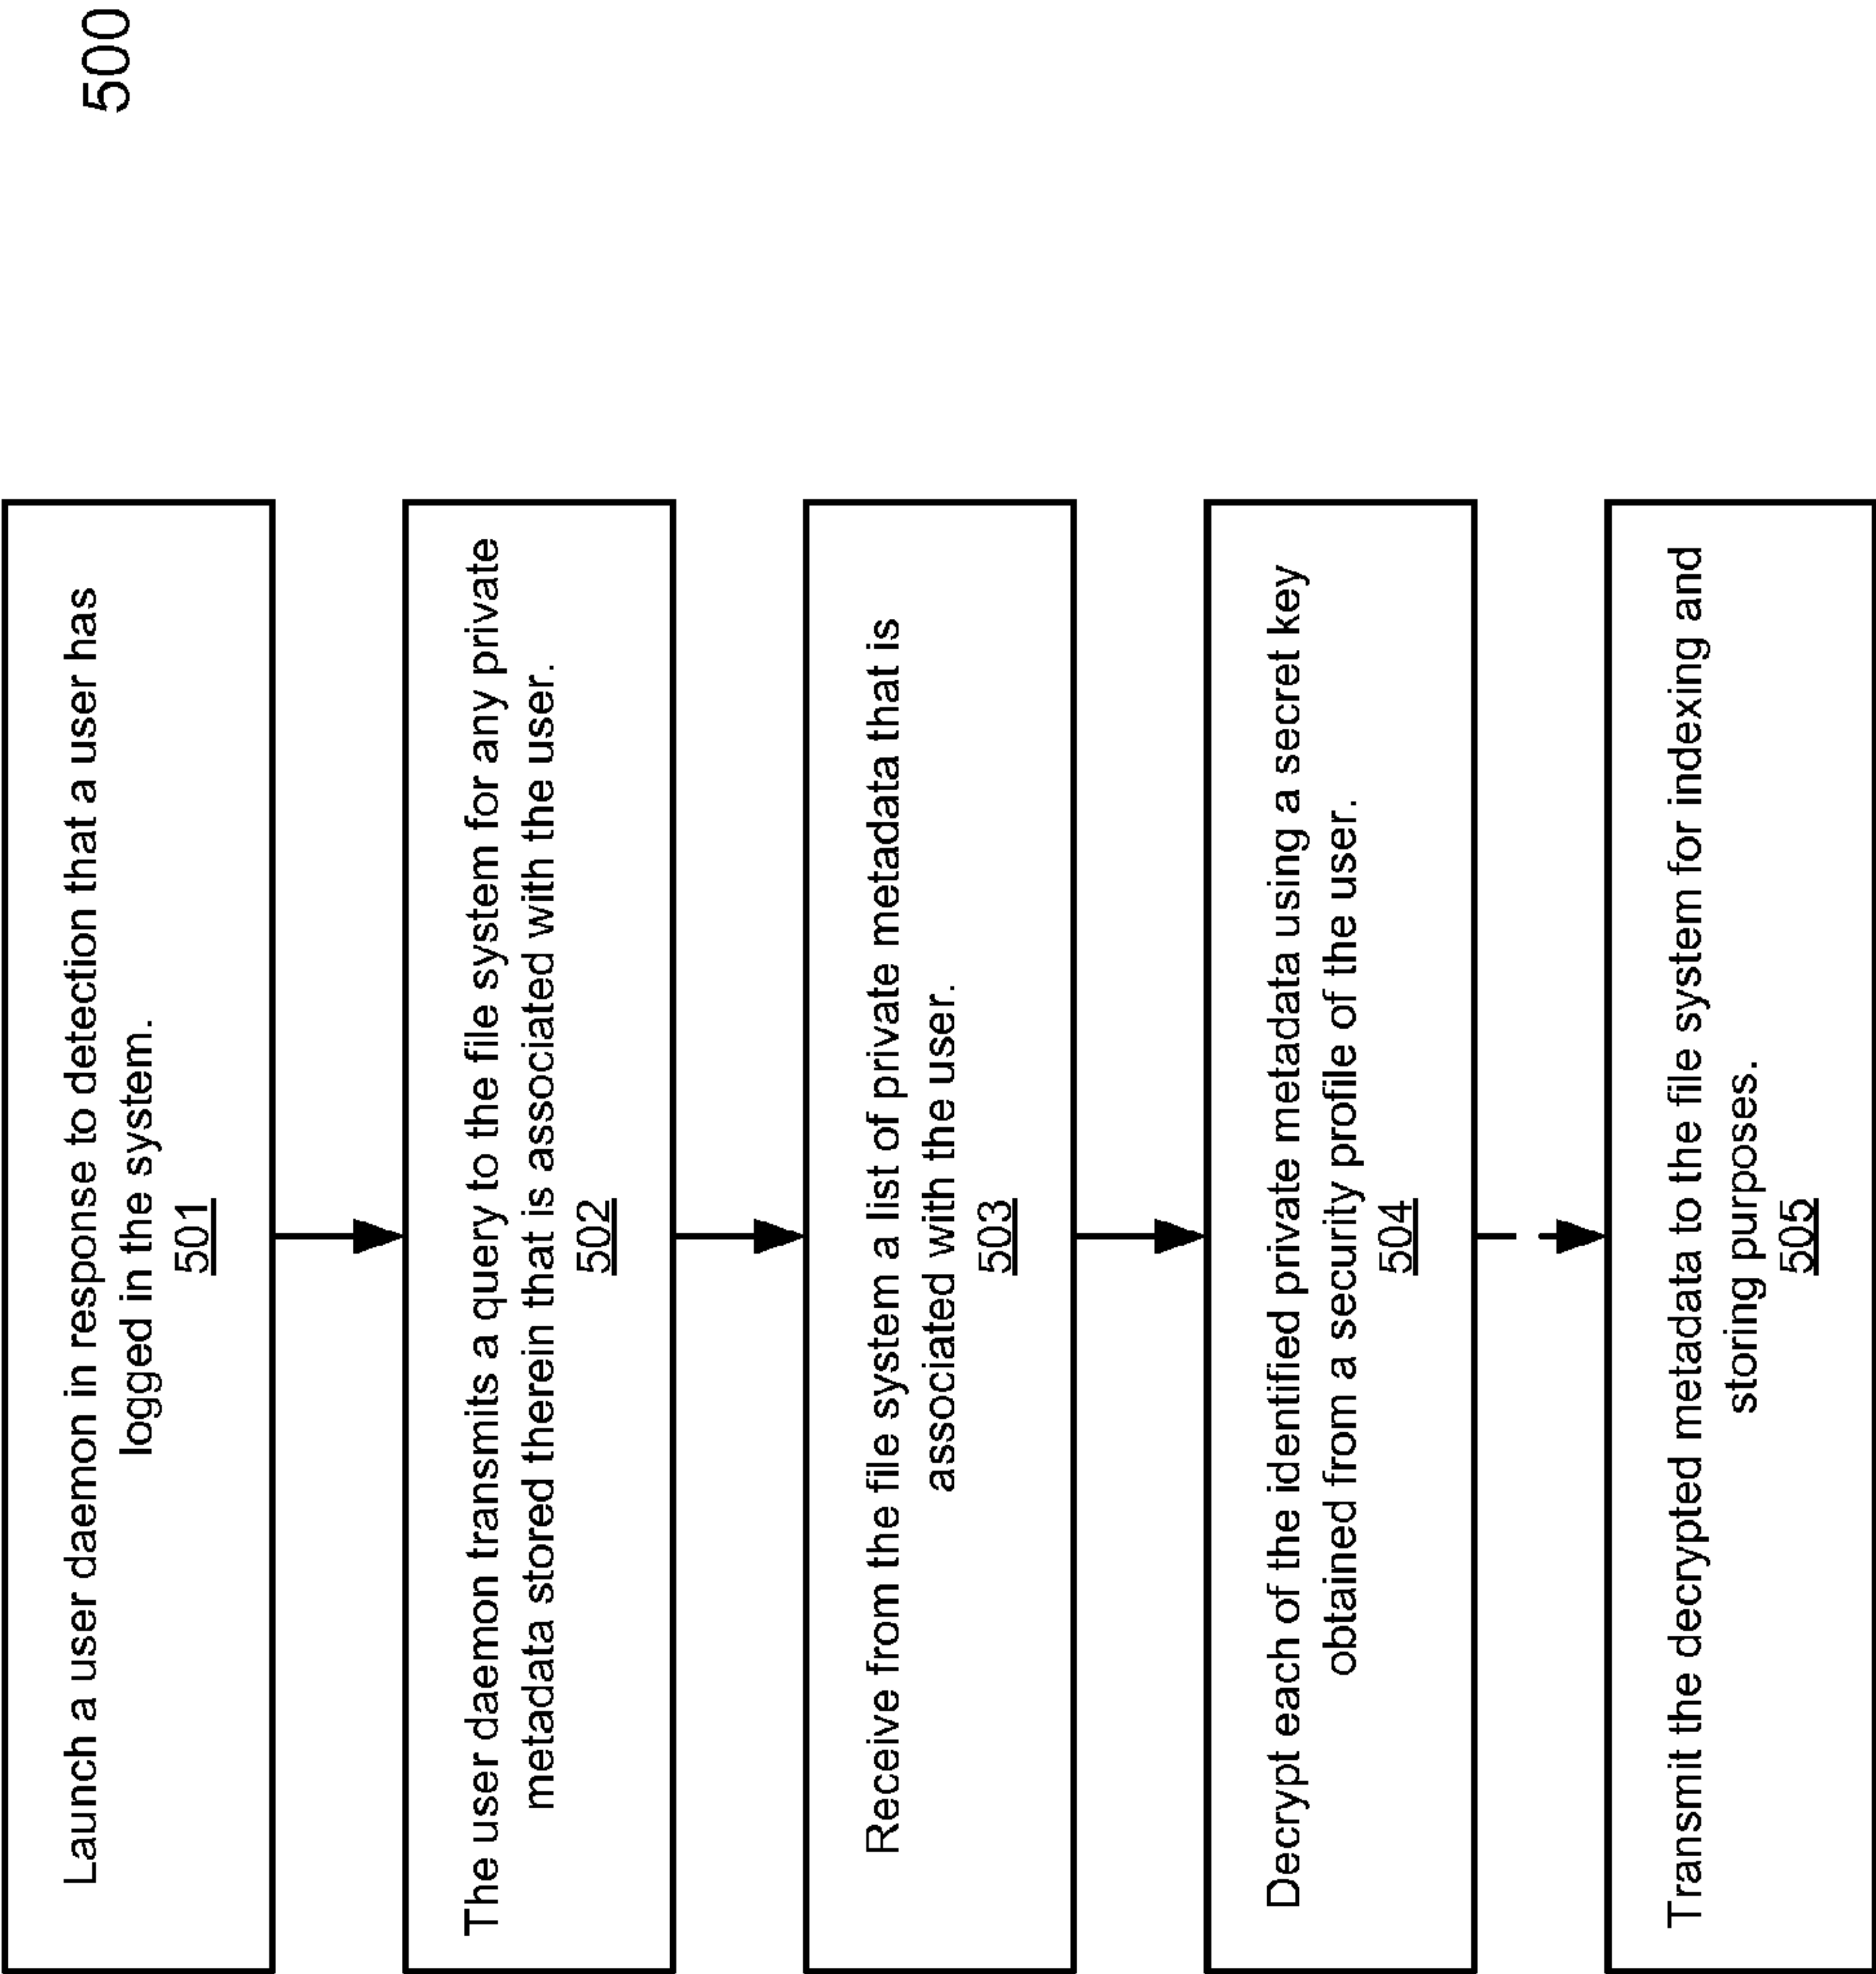 500
Launch a user daemon in response to detection that a user has
logged in the system.
501
The user daemon transmits a query to the file system for any private
metadata stored therein that is associated with the user.
502
Receive from the file system a list of private metadata that is
associated with the user.
503
Decrypt each of the identified private metadata using a secret key
obtained from a security profile of the user.
504
Transmit the decrypted metadata to the file system for indexing and
storing purposes.
505